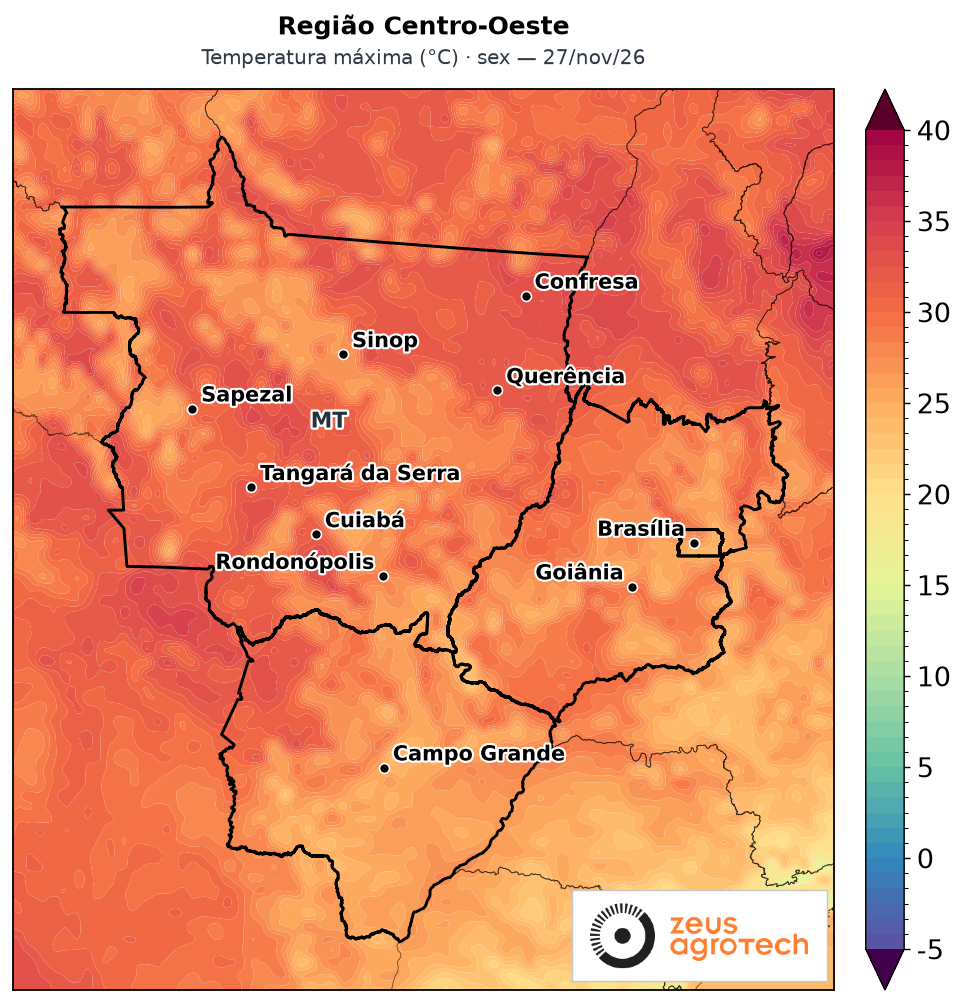 Região Centro-Oeste
Temperatura máxima (°C) · sex — 27/nov/26
40
35
30
25
20
15
10
5
0
-5
Confresa
Sinop
Querência
Sapezal
MT
Tangará da Serra
Cuiabá
Brasília
Rondonópolis
Goiânia
Campo Grande
zeus
agrotech